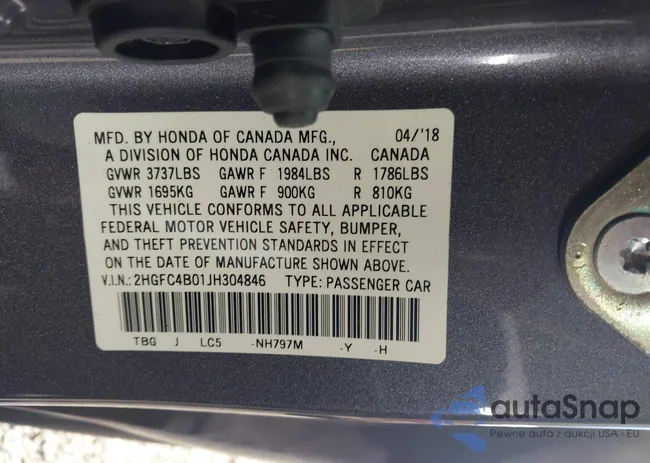 MFD. BY HONDA OF CANADA MFG., 04/'18
A DIVISION OF HONDA CANADA INC. CANADA
GVWR 3737LBS GAWR F 1984LBS R 1786LBS
GVWR 1695KG GAWR F 900KG R 810KG
THIS VEHICLE CONFORMS TO ALL APPLICABLE
FEDERAL MOTOR VEHICLE SAFETY, BUMPER,
AND THEFT PREVENTION STANDARDS IN EFFECT
ON THE DATE OF MANUFACTURE SHOWN ABOVE.
V.I.N.: 2HGFC4B01JH304846 TYPE: PASSENGER CAR
TBG J LC5 -NH797M -Y -H
autaSnap
Pewne auta z aukcji USA i EU